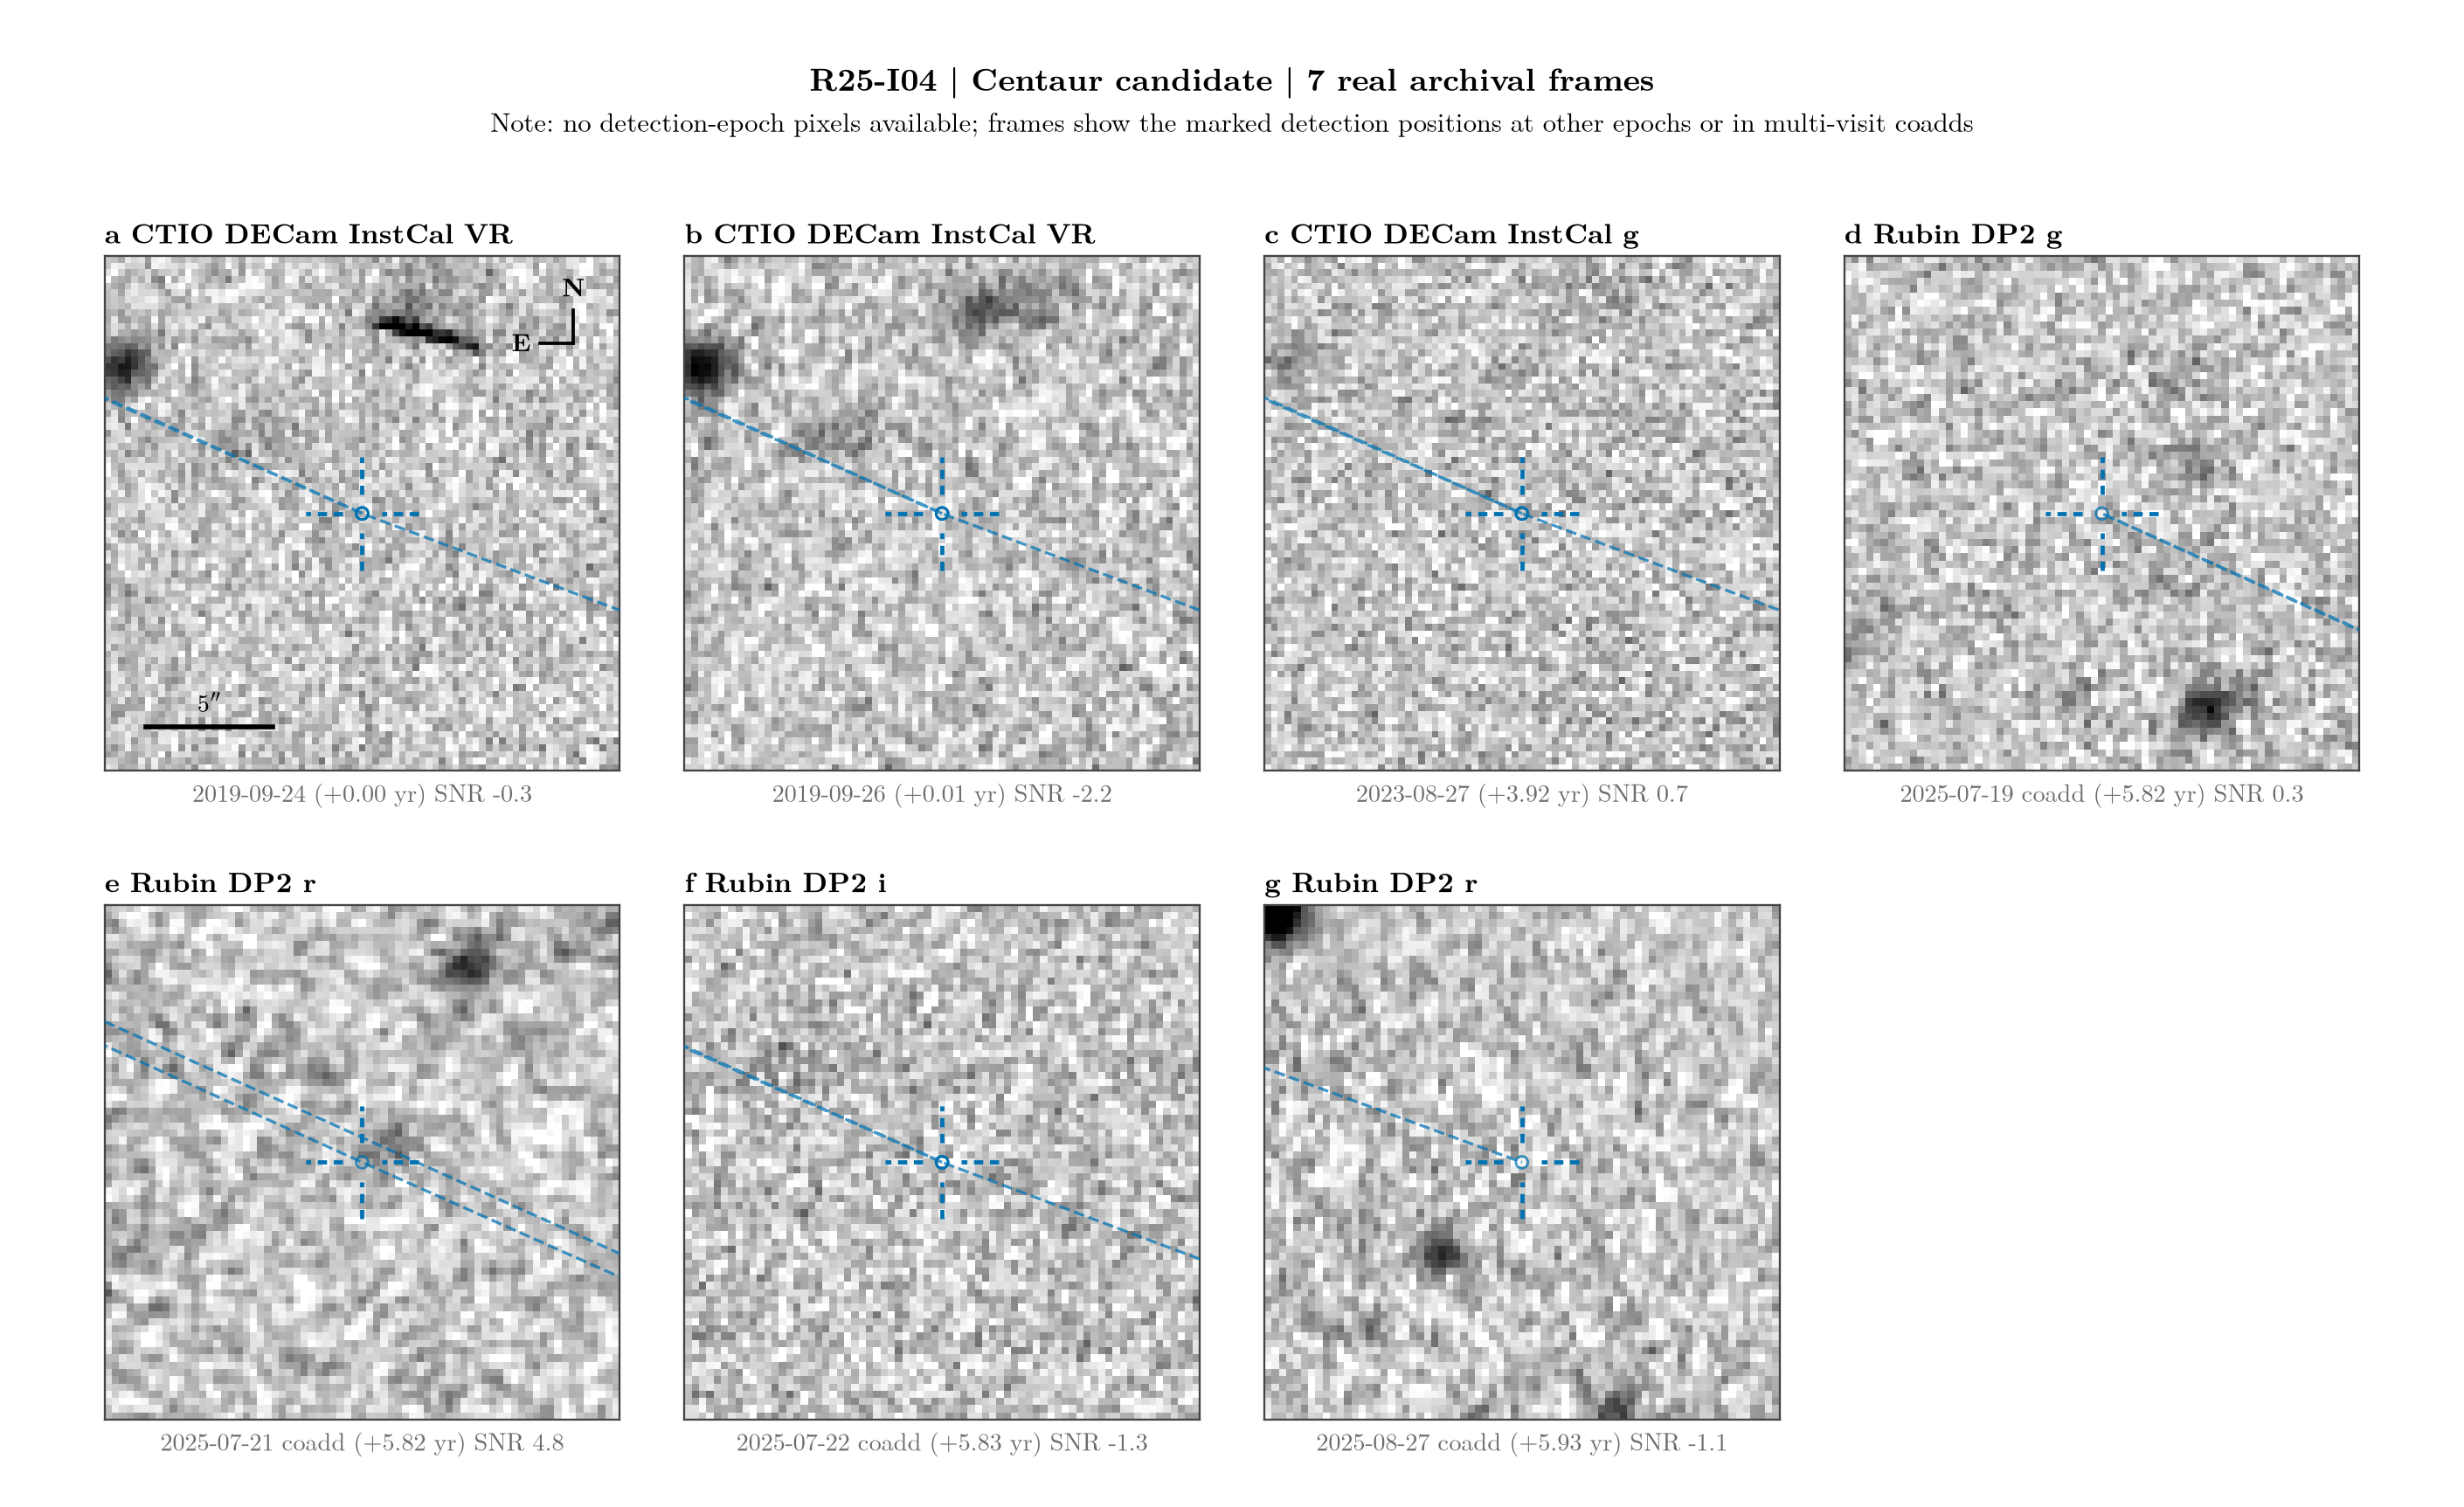 R25-I04 | Centaur candidate | 7 real archival frames
Note: no detection-epoch pixels available; frames show the marked detection positions at other epochs or in multi-visit coadds
a CTIO DECam InstCal VR
b CTIO DECam InstCal VR
c CTIO DECam InstCal g
d Rubin DP2 g
N
E
5″
2019-09-24 (+0.00 yr) SNR -0.3
2019-09-26 (+0.01 yr) SNR -2.2
2023-08-27 (+3.92 yr) SNR 0.7
2025-07-19 coadd (+5.82 yr) SNR 0.3
e Rubin DP2 r
f Rubin DP2 i
g Rubin DP2 r
2025-07-21 coadd (+5.82 yr) SNR 4.8
2025-07-22 coadd (+5.83 yr) SNR -1.3
2025-08-27 coadd (+5.93 yr) SNR -1.1